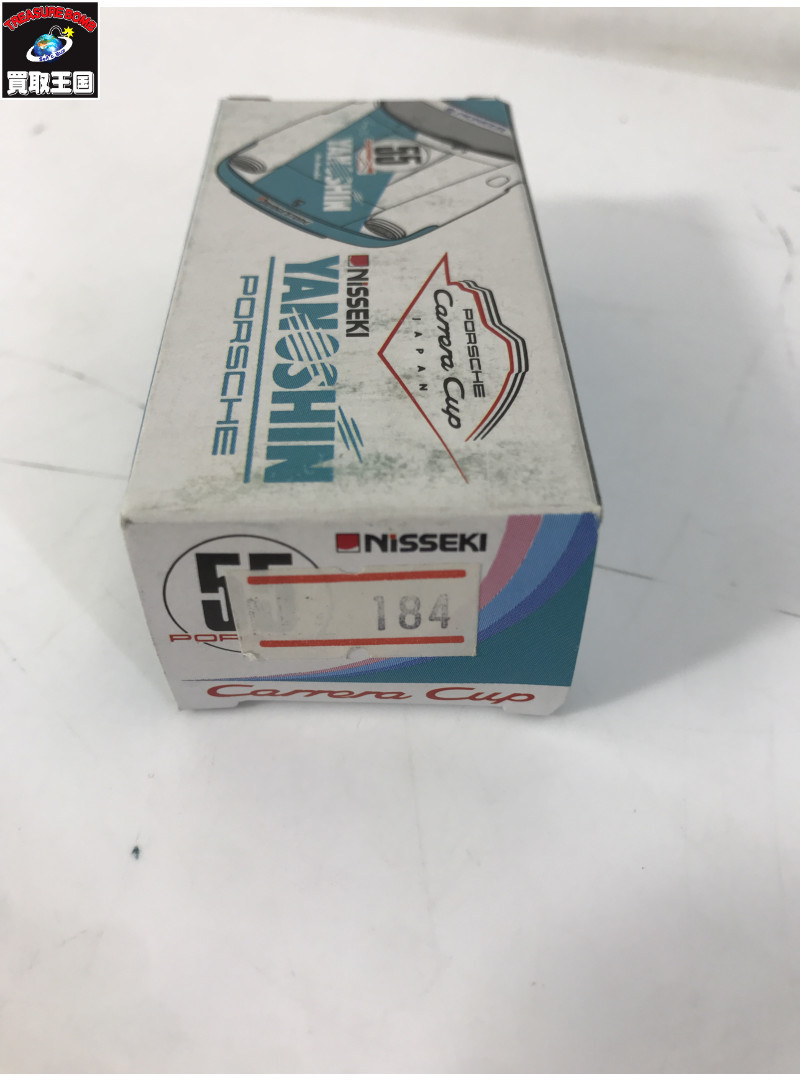 TREASURE BOMB
買取王国
55
YANOSHIN
PORSCHE
Carrera Cup
JAPAN
NiSSEKI
YANOSHIN
PORSCHE
NiSSEKI
55
184
Carrera Cup